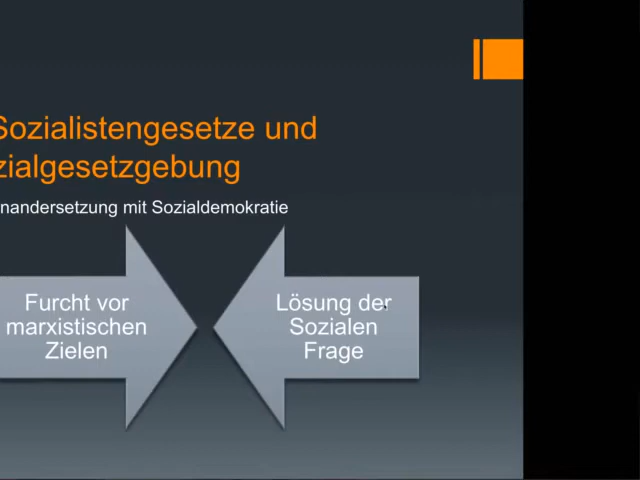 Sozialistengesetze und
zialgesetzgebung
nandersetzung mit Sozialdemokratie
Furcht vor
marxistischen
Zielen
Lösung der
Sozialen
Frage